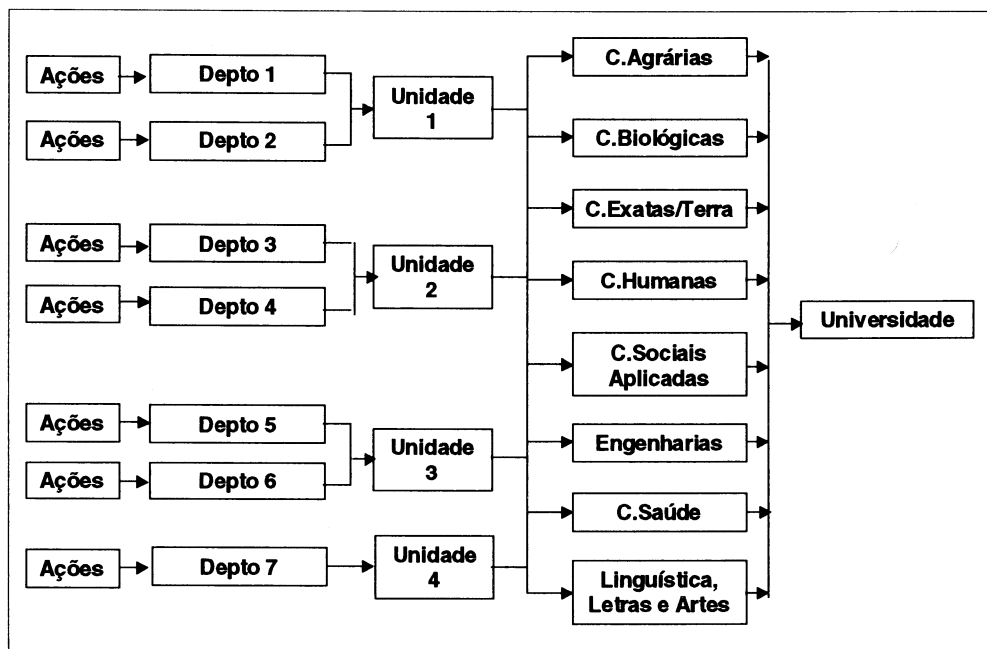 Ações
Depto 1
Ações
Depto 2
Unidade
1
Ações
Depto 3
Ações
Depto 4
Unidade
2
Ações
Depto 5
Ações
Depto 6
Unidade
3
Ações
Depto 7
Unidade
4
C.Agrárias
C.Biológicas
C.Exatas/Terra
C.Humanas
C.Sociais
Aplicadas
Engenharias
C.Saúde
Linguística,
Letras e Artes
Universidade